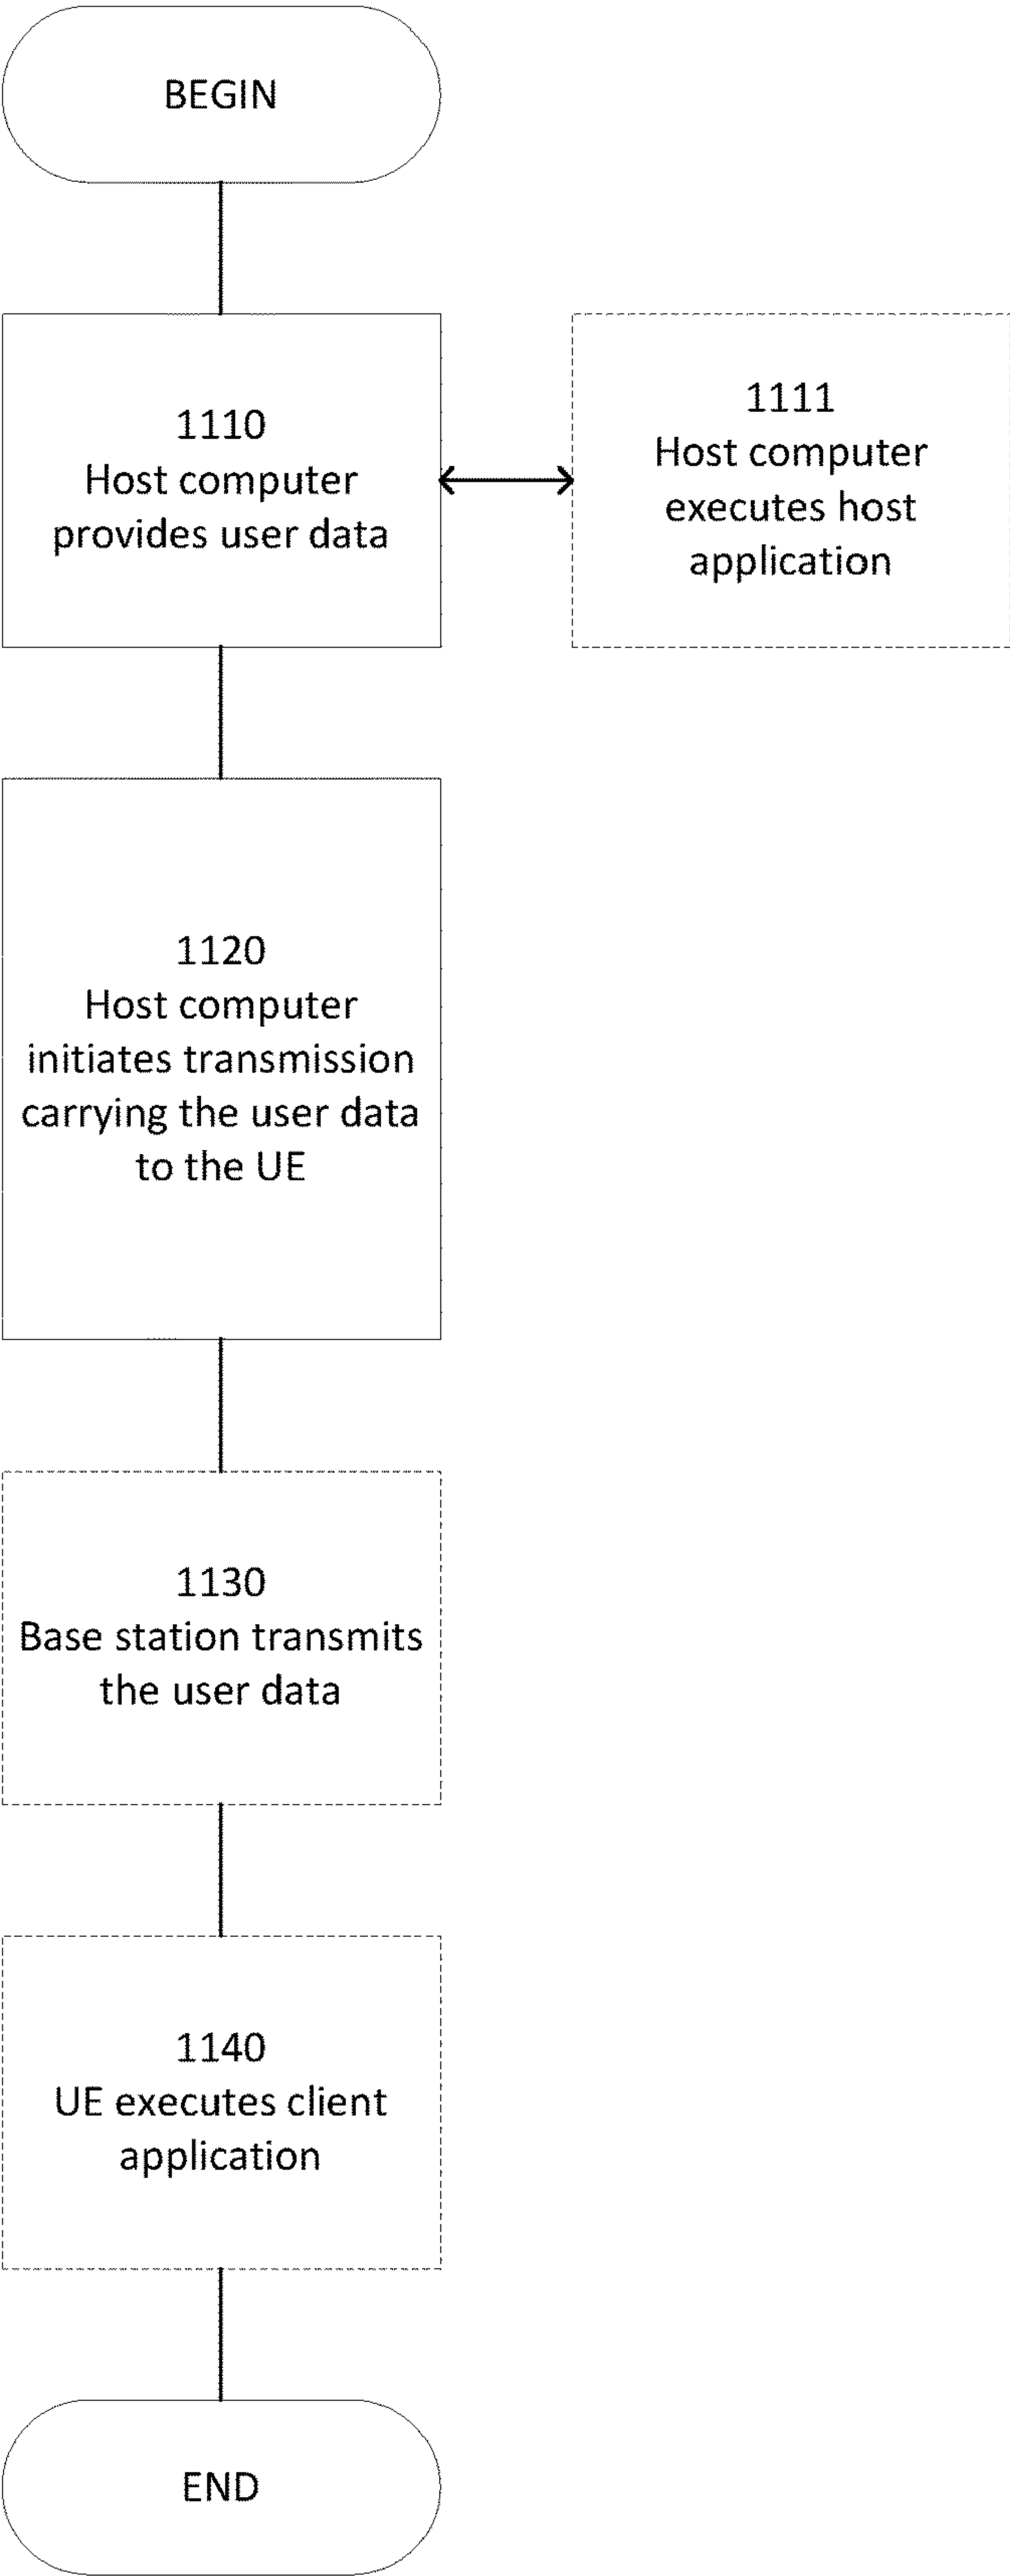 BEGIN
1110
Host computer
provides user data
1111
Host computer
executes host
application
1120
Host computer
initiates transmission
carrying the user data
to the UE
1130
Base station transmits
the user data
1140
UE executes client
application
END